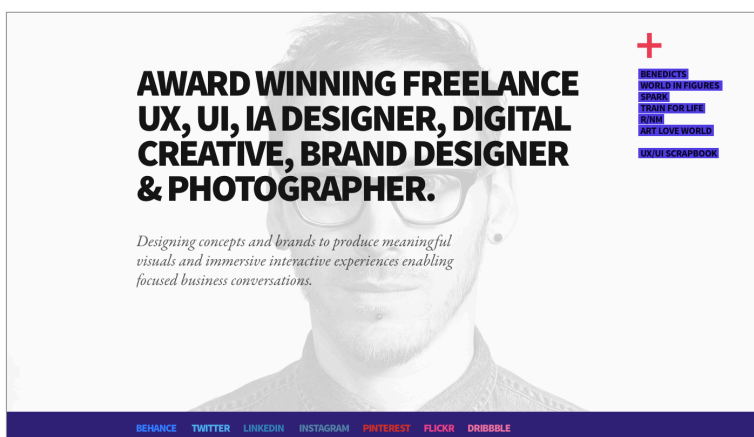 AWARD WINNING FREELANCE
UX, UI, IA DESIGNER, DIGITAL
CREATIVE, BRAND DESIGNER
& PHOTOGRAPHER.
Designing concepts and brands to produce meaningful
visuals and immersive interactive experiences enabling
focused business conversations.
BENEDICTS
WORLD IN FIGURES
SPARK
TRAIN FOR LIFE
R/NM
ART LOVE WORLD
UX/UI SCRAPBOOK
BEHANCE TWITTER LINKEDIN INSTAGRAM PINTEREST FLICKR DRIBBBLE